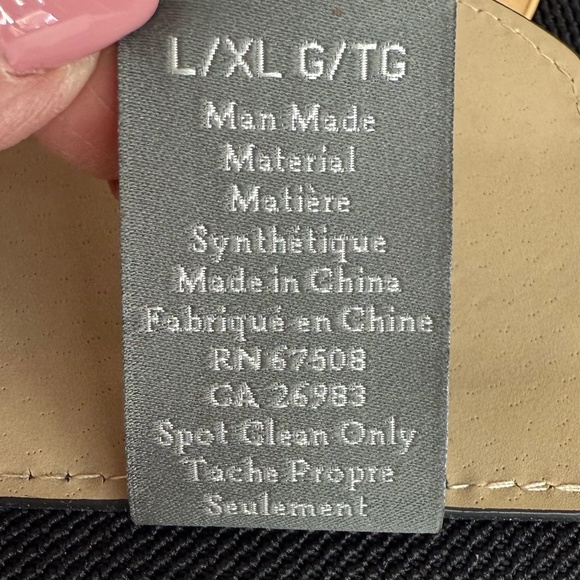 L/XL G/TG
Man Made
Material
Matière
Synthétique
Made in China
Fabriqué en Chine
RN 67508
CA 26983
Spot Clean Only
Tache Propre
Seulement